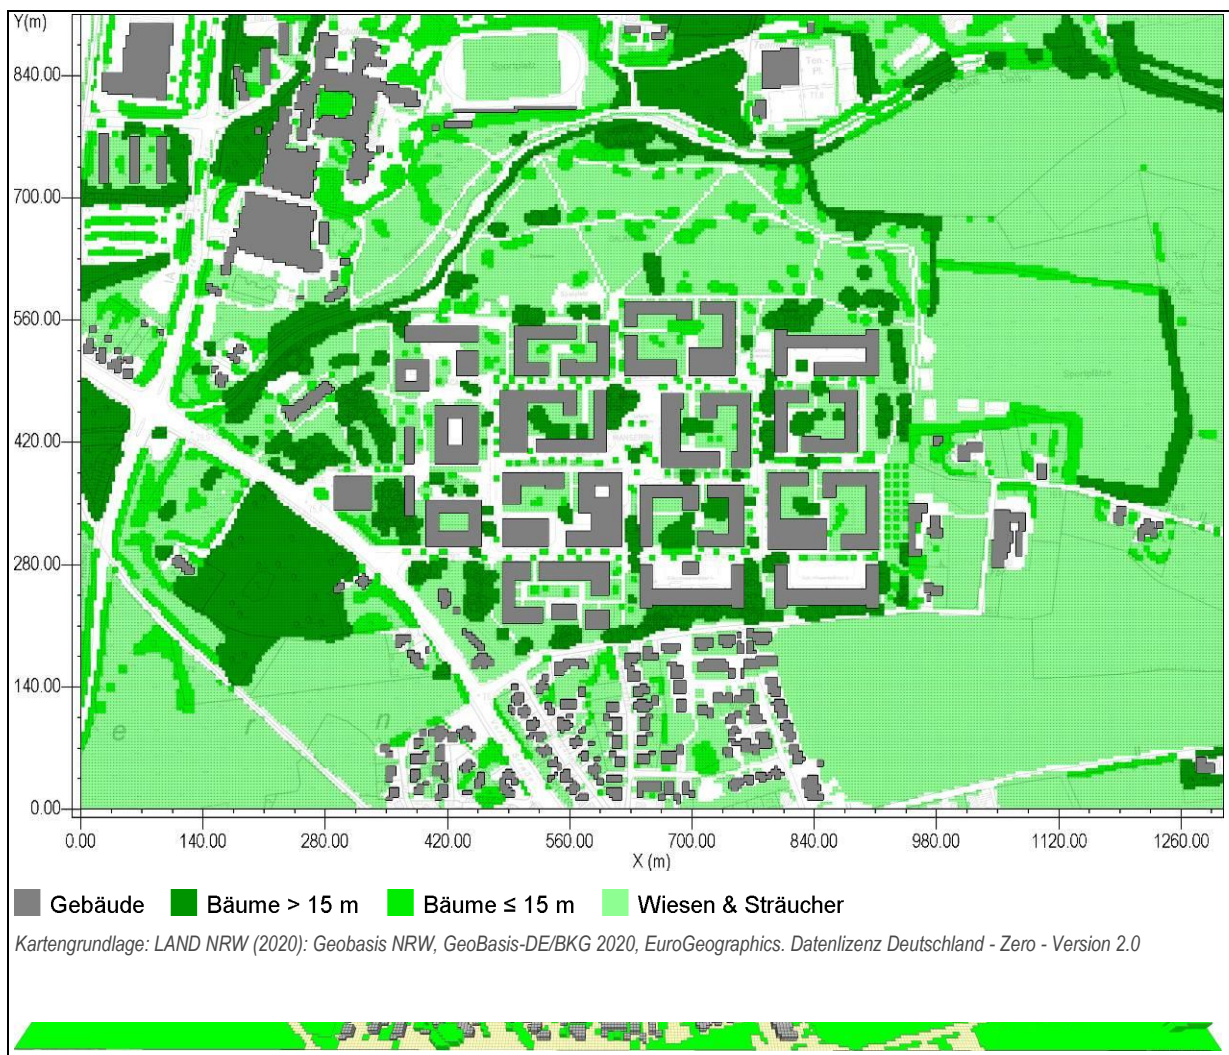 Y(m)
840.00
700.00
560.00
420.00
280.00
140.00
0.00
Sportplatz
e r n
0.00 140.00 280.00 420.00 560.00 700.00 840.00 980.00 1120.00 1260.00
X (m)
Gebäude Bäume > 15 m Bäume ≤ 15 m Wiesen & Sträucher
Kartengrundlage: LAND NRW (2020): Geobasis NRW, GeoBasis-DE/BKG 2020, EuroGeographics. Datenlizenz Deutschland - Zero - Version 2.0